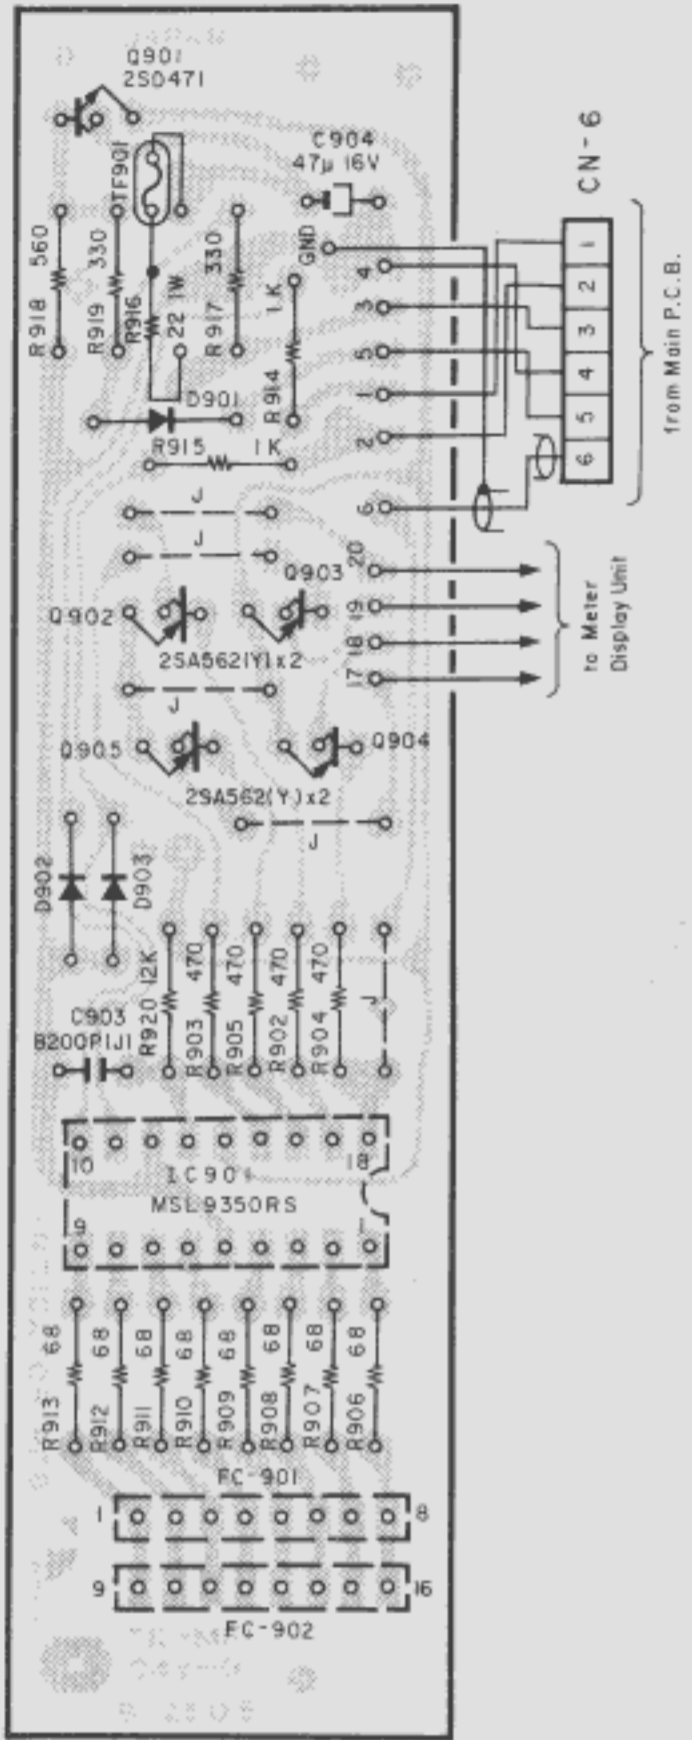 Q901
2SD471
TF901
C904
47µ 16V
CN-6
R918 560
R919 330
R916 22 1W
R917 330
R914 1K
GND
4
3
5
1
2
6
1
2
3
4
5
6
from Main P.C.B.
D901
R915 1K
J
J
Q902
Q903
2SA562(Y)x2
20
19
18
17
to Meter
Display Unit
J
Q905
Q904
2SA562(Y)x2
J
D902
D903
R920 12K
R903 470
R905 470
R902 470
R904 470
J
C903
B200P(J)
10
18
IC901
MSL9350RS
9
1
R913 68
R912 68
R911 68
R910 68
R909 68
R908 68
R907 68
R906 68
FC-901
1
8
9
16
FC-902